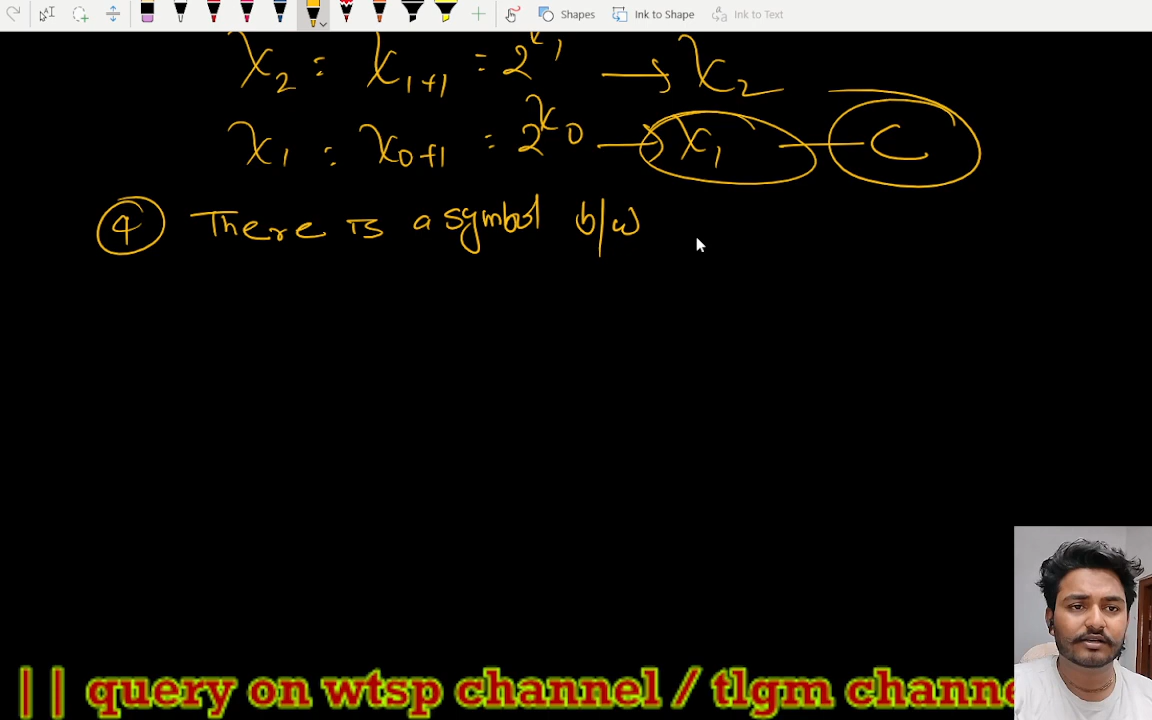 Shapes Ink to Shape Ink to Text
X₂ : X₁₊₁ : 2^X₁ → X₂
X₁ : X₀₊₁ : 2^X₀ → X₁ — C
④ There is a symbol b/w
|| query on wtsp channel / tlgm channe